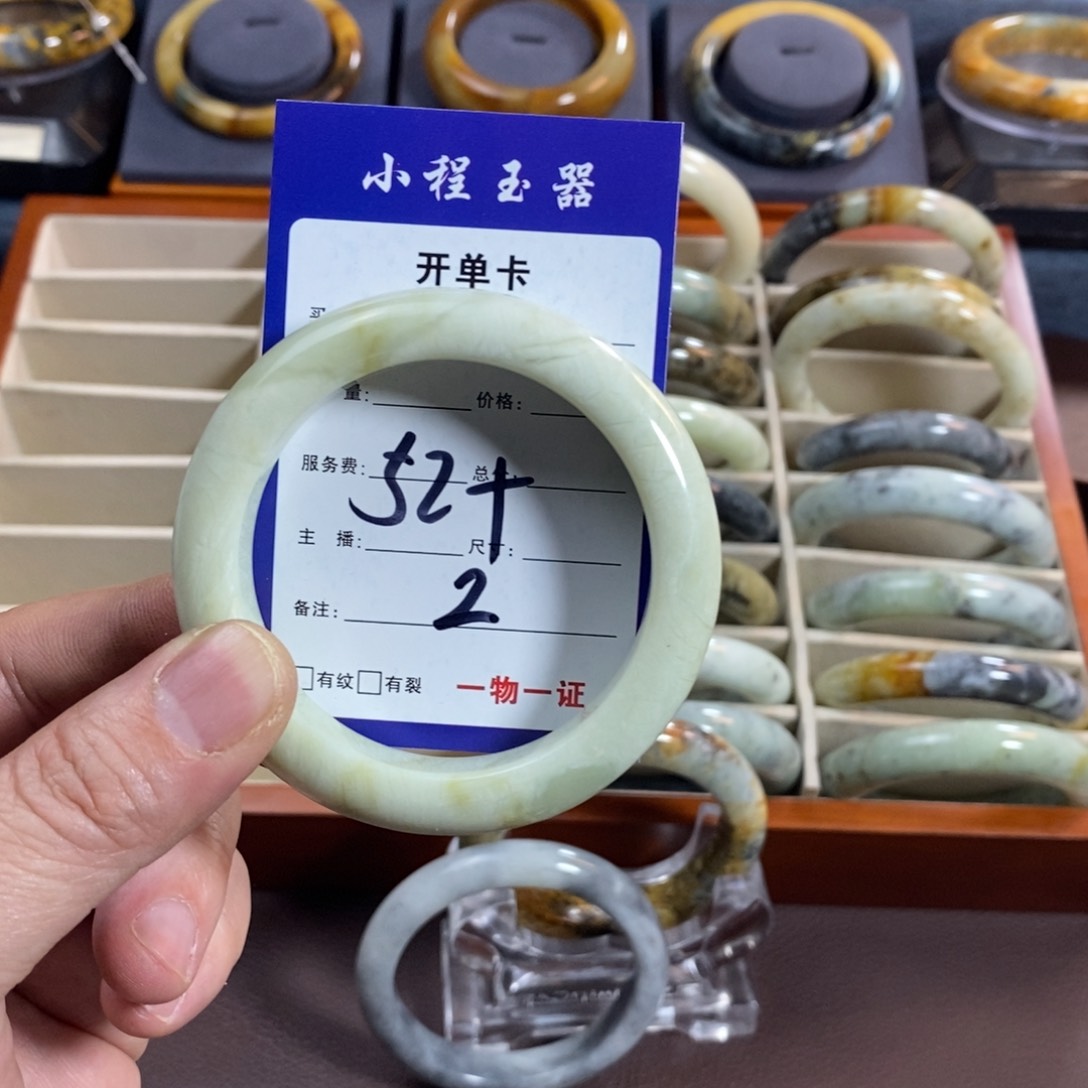 小程玉器
开单卡
量: 价格:
服务费: 总
52+
主 播: 尺寸:
2
备注:
□有纹□有裂 一物一证